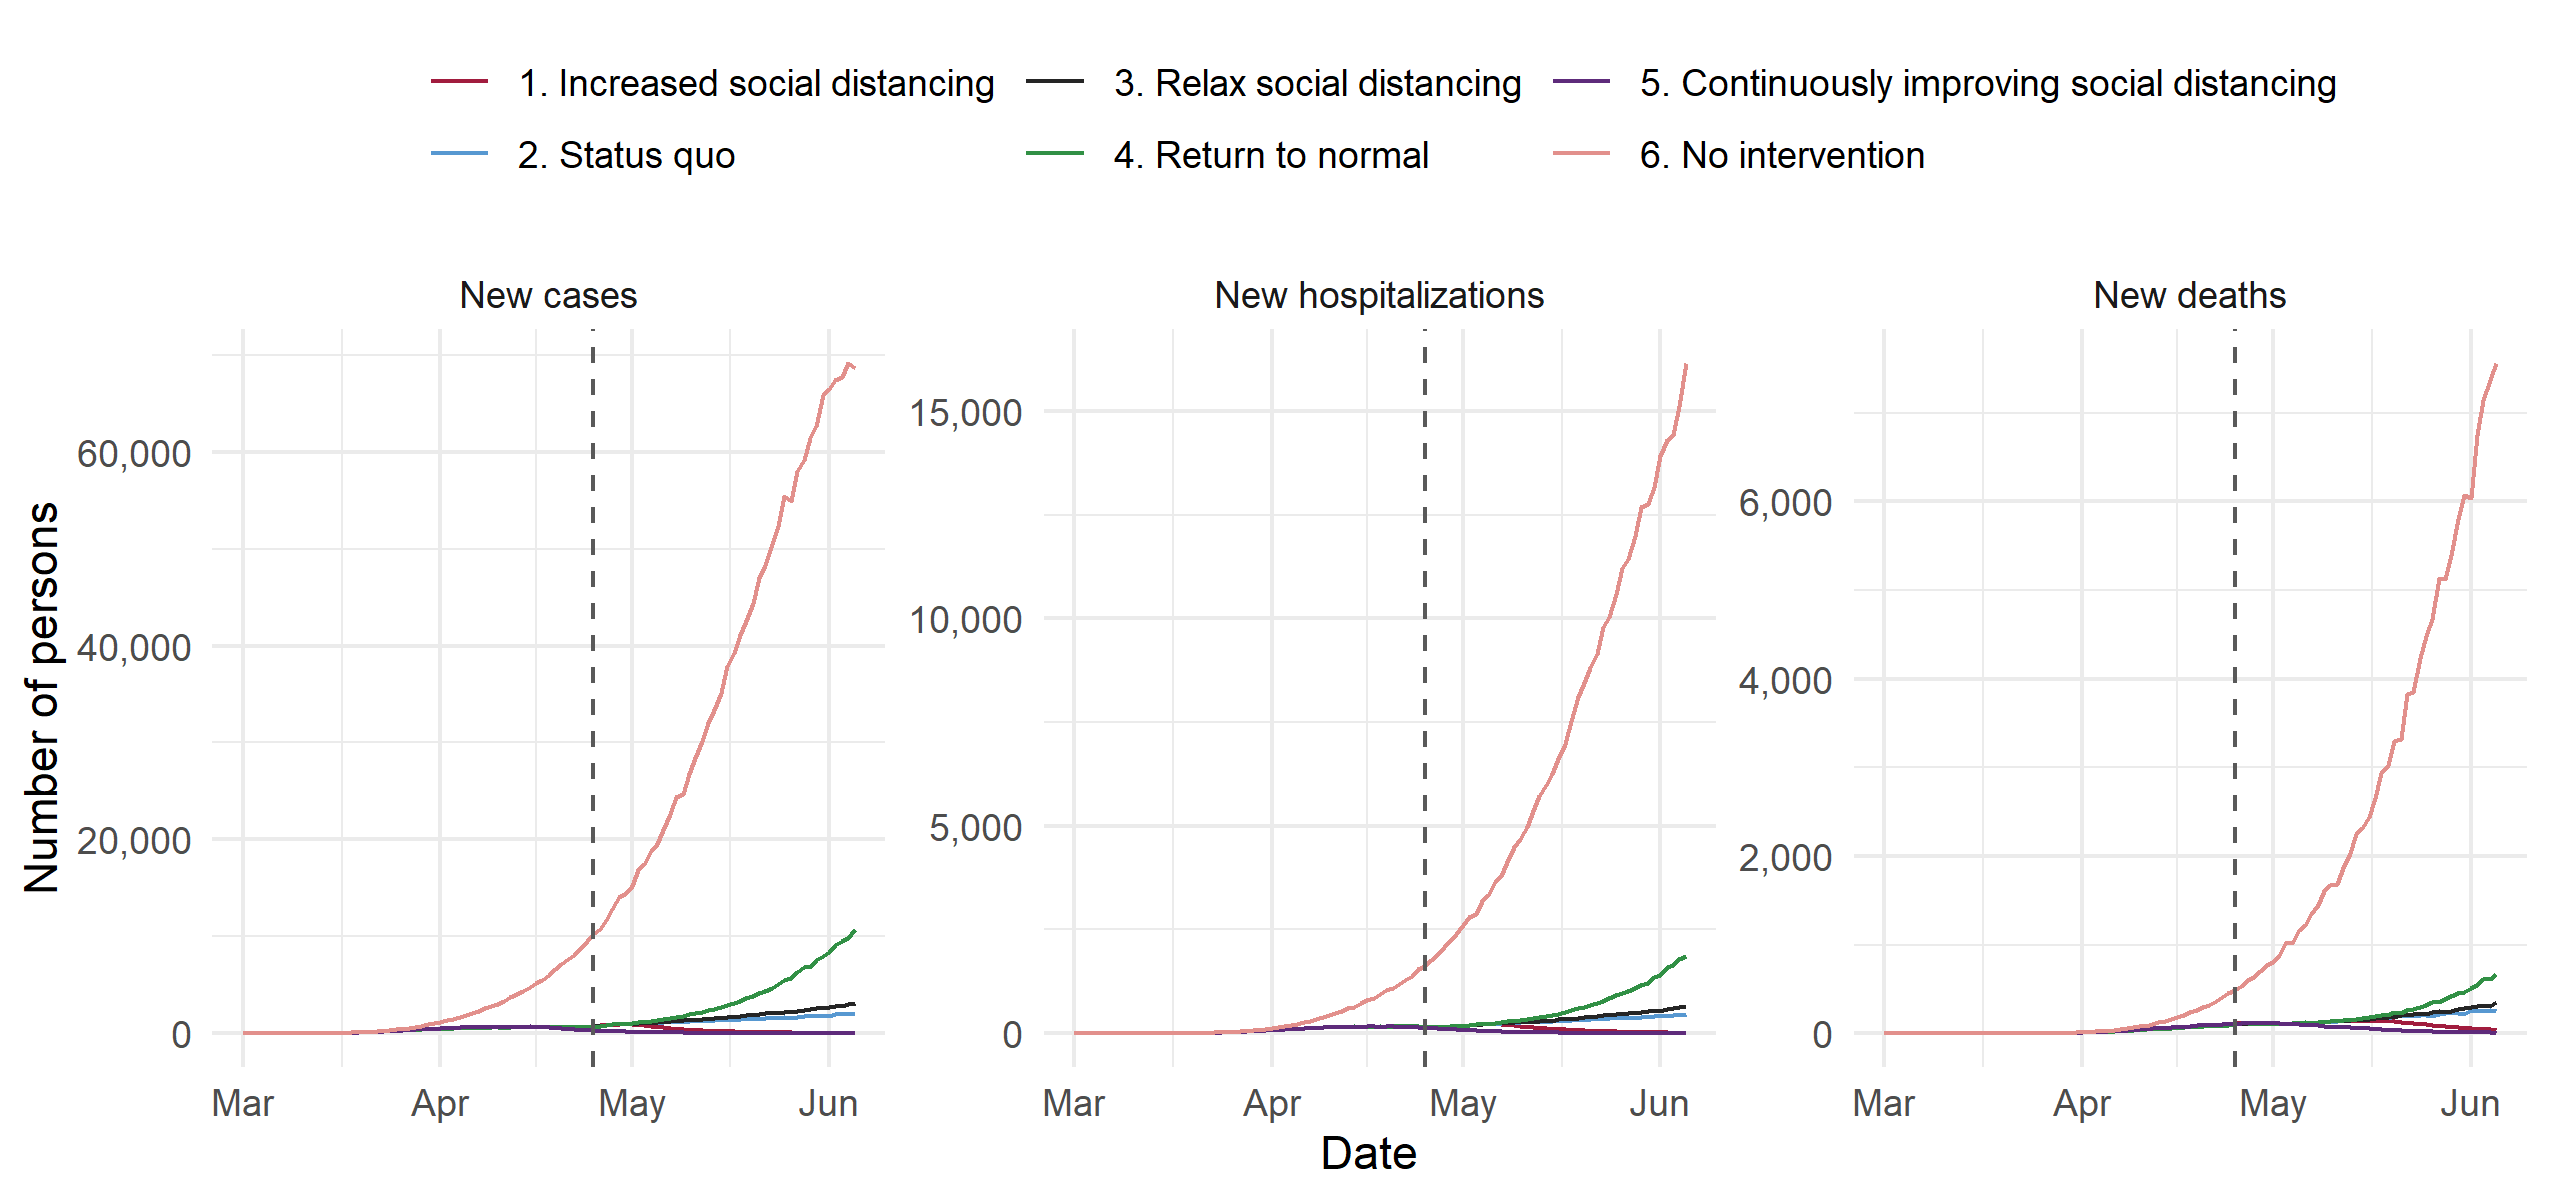 1. Increased social distancing
3. Relax social distancing
5. Continuously improving social distancing
2. Status quo
4. Return to normal
6. No intervention
New cases
New hospitalizations
New deaths
Number of persons
60,000
40,000
20,000
0
15,000
10,000
5,000
0
6,000
4,000
2,000
0
Mar Apr May Jun
Mar Apr May Jun
Mar Apr May Jun
Date